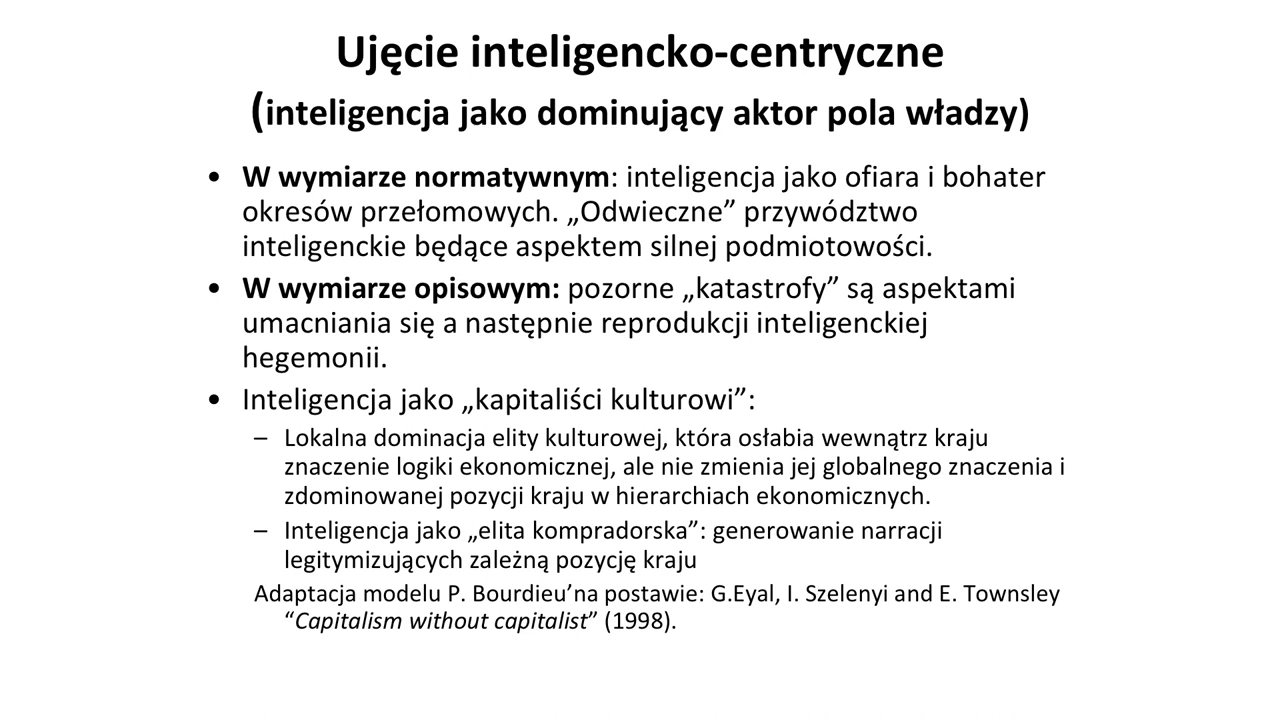 Ujęcie inteligencko-centryczne
(inteligencja jako dominujący aktor pola władzy)
• W wymiarze normatywnym: inteligencja jako ofiara i bohater
okresów przełomowych. „Odwieczne” przywództwo
inteligenckie będące aspektem silnej podmiotowości.
• W wymiarze opisowym: pozorne „katastrofy” są aspektami
umacniania się a następnie reprodukcji inteligenckiej
hegemonii.
• Inteligencja jako „kapitaliści kulturowi”:
– Lokalna dominacja elity kulturowej, która osłabia wewnątrz kraju
znaczenie logiki ekonomicznej, ale nie zmienia jej globalnego znaczenia i
zdominowanej pozycji kraju w hierarchiach ekonomicznych.
– Inteligencja jako „elita kompradorska”: generowanie narracji
legitymizujących zależną pozycję kraju
Adaptacja modelu P. Bourdieu’na postawie: G.Eyal, I. Szelenyi and E. Townsley
“Capitalism without capitalist” (1998).